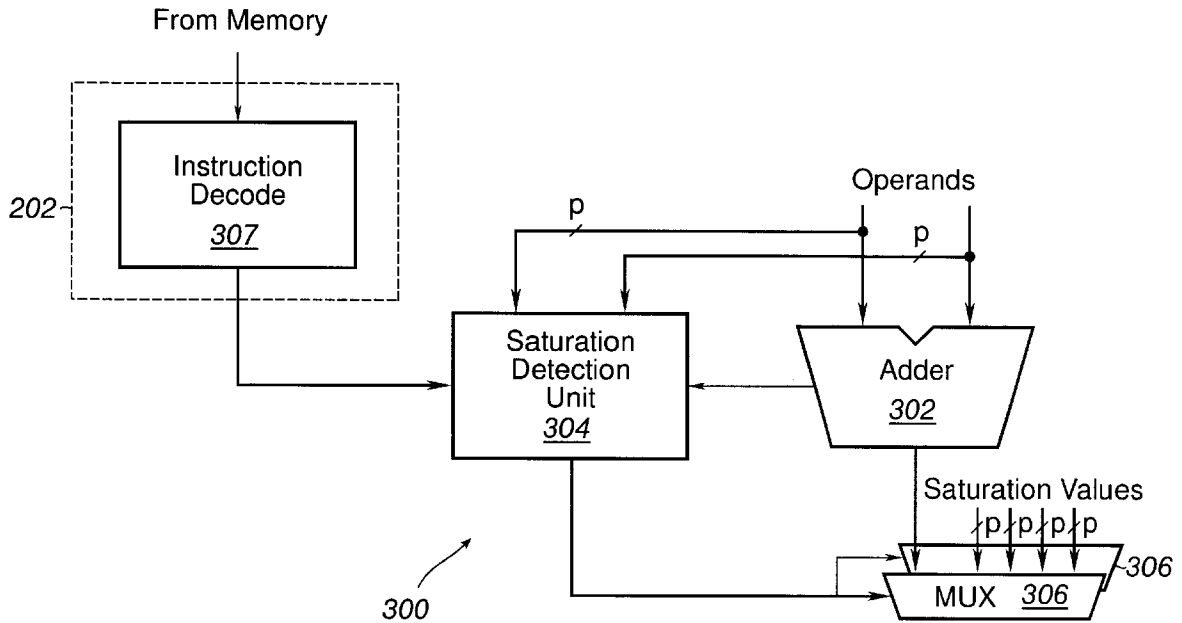 From Memory
Instruction
Decode
307
202
Operands
p
p
Saturation
Detection
Unit
304
Adder
302
Saturation Values
p p p p
306
MUX 306
300